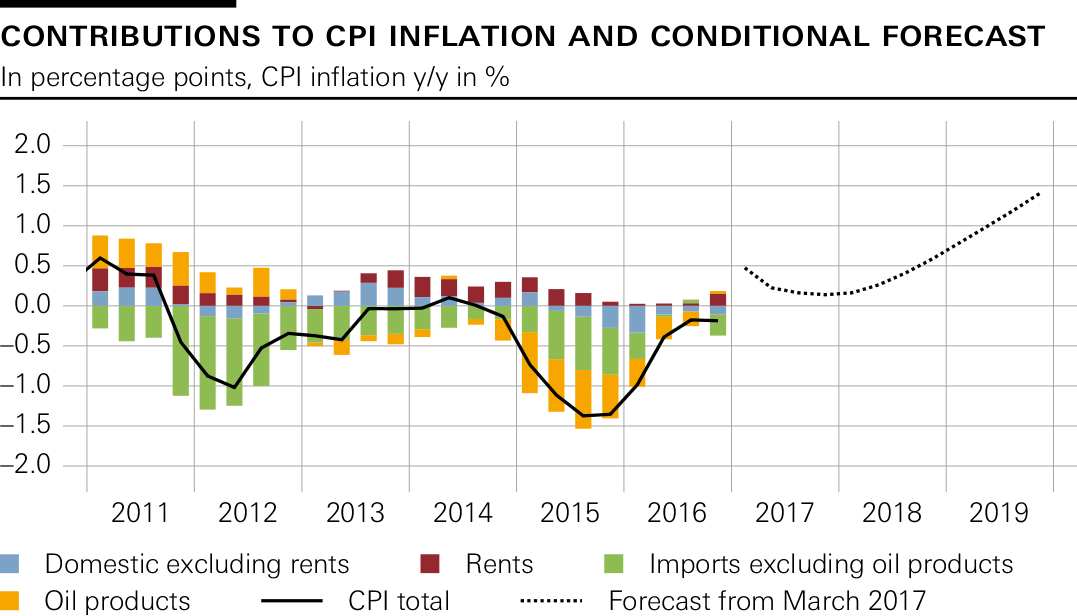 CONTRIBUTIONS TO CPI INFLATION AND CONDITIONAL FORECAST
In percentage points, CPI inflation y/y in %
2.0
1.5
1.0
0.5
0.0
–0.5
–1.0
–1.5
–2.0
2011 2012 2013 2014 2015 2016 2017 2018 2019
Domestic excluding rents Rents Imports excluding oil products
Oil products CPI total Forecast from March 2017